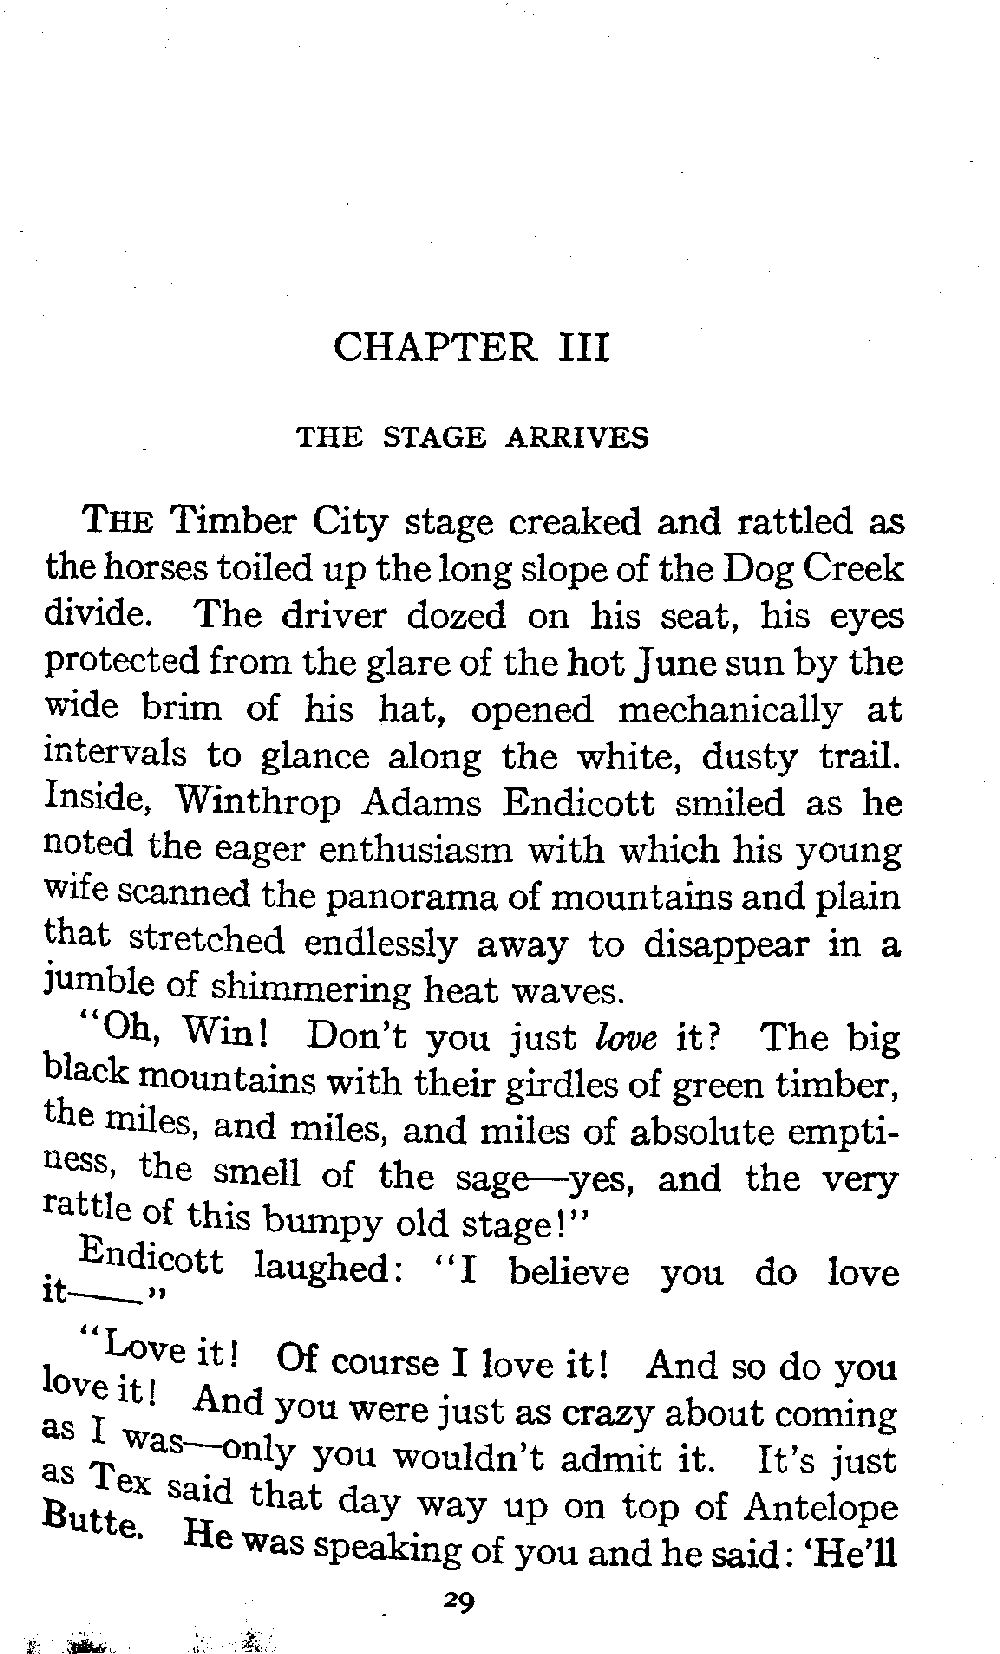 CHAPTER III
THE STAGE ARRIVES
THE Timber City stage creaked and rattled as
the horses toiled up the long slope of the Dog Creek
divide. The driver dozed on his seat, his eyes
protected from the glare of the hot June sun by the
wide brim of his hat, opened mechanically at
intervals to glance along the white, dusty trail.
Inside, Winthrop Adams Endicott smiled as he
noted the eager enthusiasm with which his young
wife scanned the panorama of mountains and plain
that stretched endlessly away to disappear in a
jumble of shimmering heat waves.
“Oh, Win! Don't you just love it? The big
black mountains with their girdles of green timber,
the miles, and miles, and miles of absolute empti-
ness, the smell of the sage—yes, and the very
rattle of this bumpy old stage!”
Endicott laughed: “I believe you do love
it——”
“Love it! Of course I love it! And so do you
love it! And you were just as crazy about coming
as I was—only you wouldn't admit it. It's just
as Tex said that day way up on top of Antelope
Butte. He was speaking of you and he said: ‘He'll
29